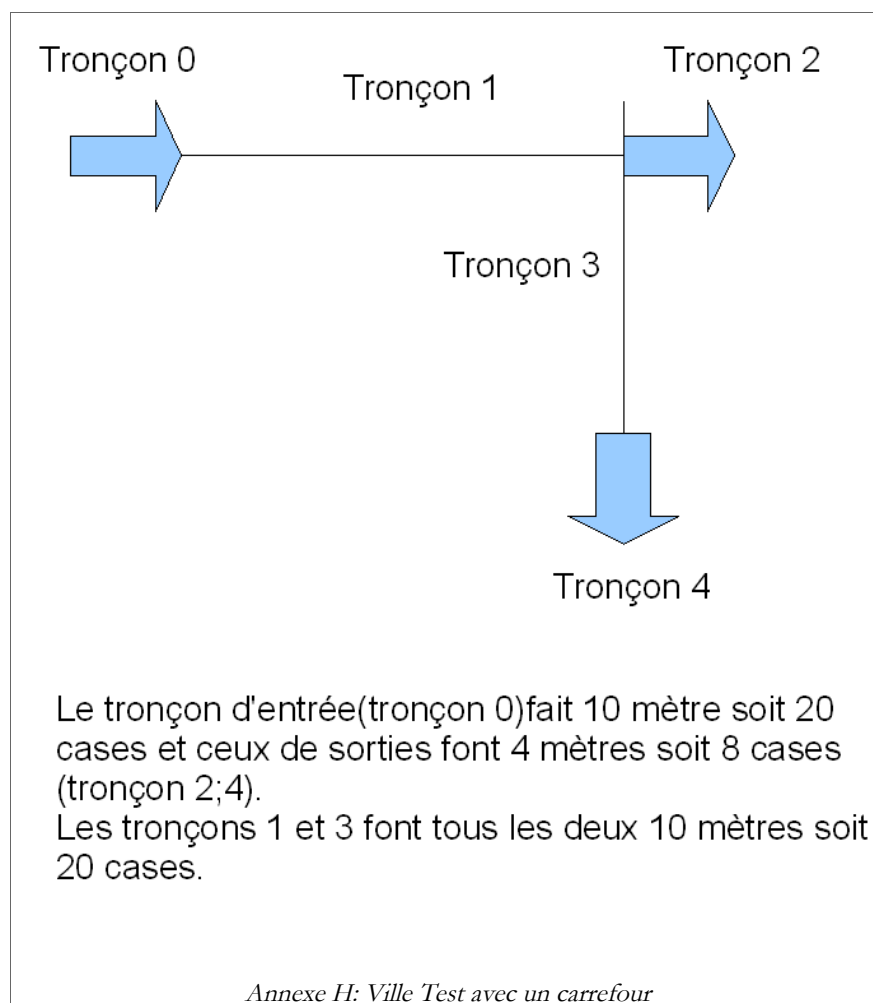 Tronçon 0
Tronçon 2
Tronçon 1
Tronçon 3
Tronçon 4
Le tronçon d'entrée(tronçon 0)fait 10 mètre soit 20
cases et ceux de sorties font 4 mètres soit 8 cases
(tronçon 2;4).
Les tronçons 1 et 3 font tous les deux 10 mètres soit
20 cases.
Annexe H: Ville Test avec un carrefour